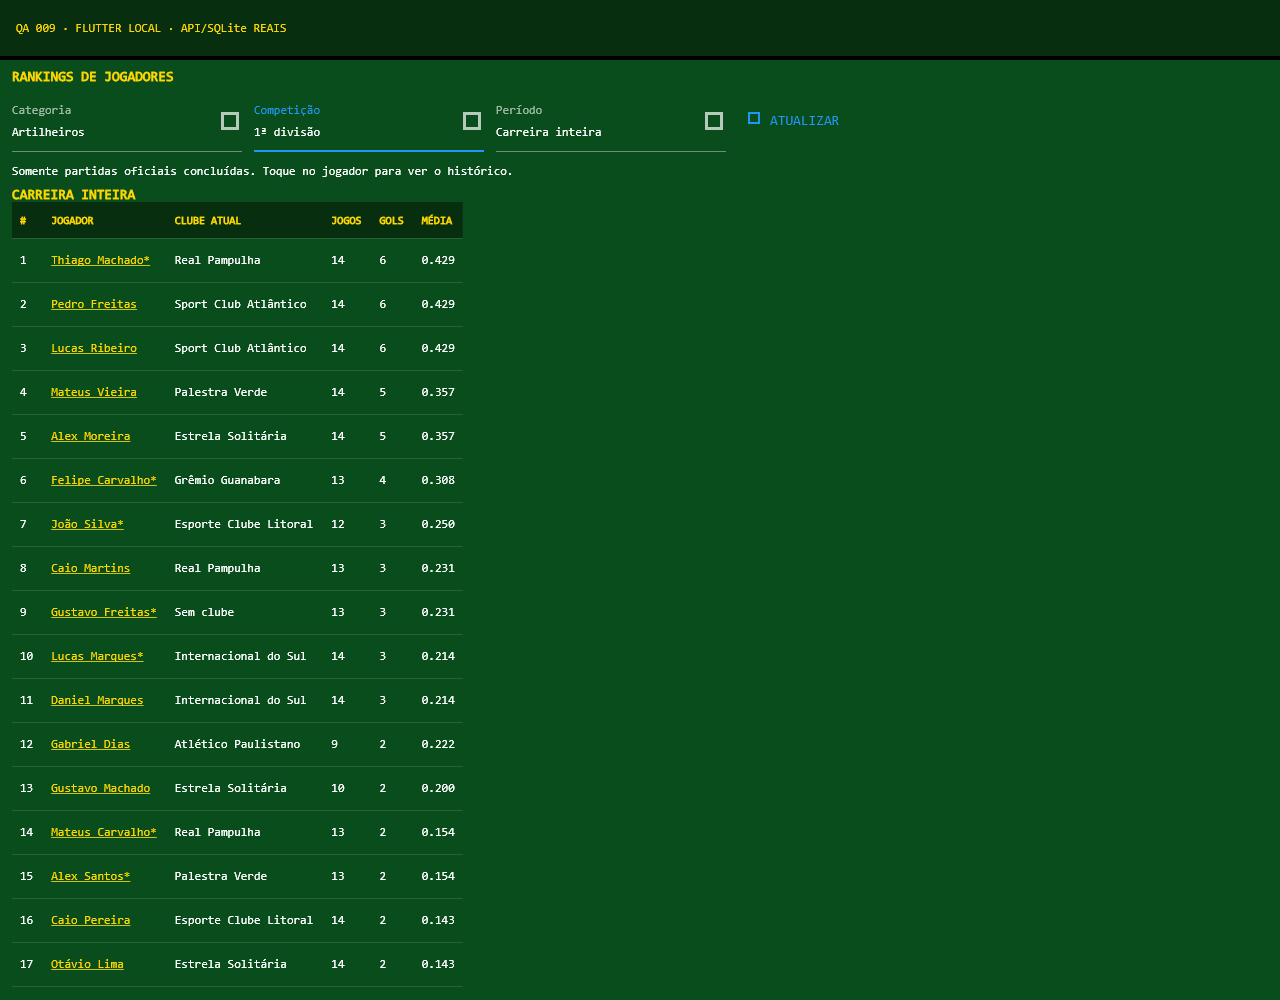 QA 009 · FLUTTER LOCAL · API/SQLite REAIS
RANKINGS DE JOGADORES
Categoria Competição Período
Artilheiros 1ª divisão Carreira inteira ATUALIZAR
Somente partidas oficiais concluídas. Toque no jogador para ver o histórico.
CARREIRA INTEIRA
# JOGADOR CLUBE ATUAL JOGOS GOLS MÉDIA
1 Thiago Machado* Real Pampulha 14 6 0.429
2 Pedro Freitas Sport Club Atlântico 14 6 0.429
3 Lucas Ribeiro Sport Club Atlântico 14 6 0.429
4 Mateus Vieira Palestra Verde 14 5 0.357
5 Alex Moreira Estrela Solitária 14 5 0.357
6 Felipe Carvalho* Grêmio Guanabara 13 4 0.308
7 João Silva* Esporte Clube Litoral 12 3 0.250
8 Caio Martins Real Pampulha 13 3 0.231
9 Gustavo Freitas* Sem clube 13 3 0.231
10 Lucas Marques* Internacional do Sul 14 3 0.214
11 Daniel Marques Internacional do Sul 14 3 0.214
12 Gabriel Dias Atlético Paulistano 9 2 0.222
13 Gustavo Machado Estrela Solitária 10 2 0.200
14 Mateus Carvalho* Real Pampulha 13 2 0.154
15 Alex Santos* Palestra Verde 13 2 0.154
16 Caio Pereira Esporte Clube Litoral 14 2 0.143
17 Otávio Lima Estrela Solitária 14 2 0.143